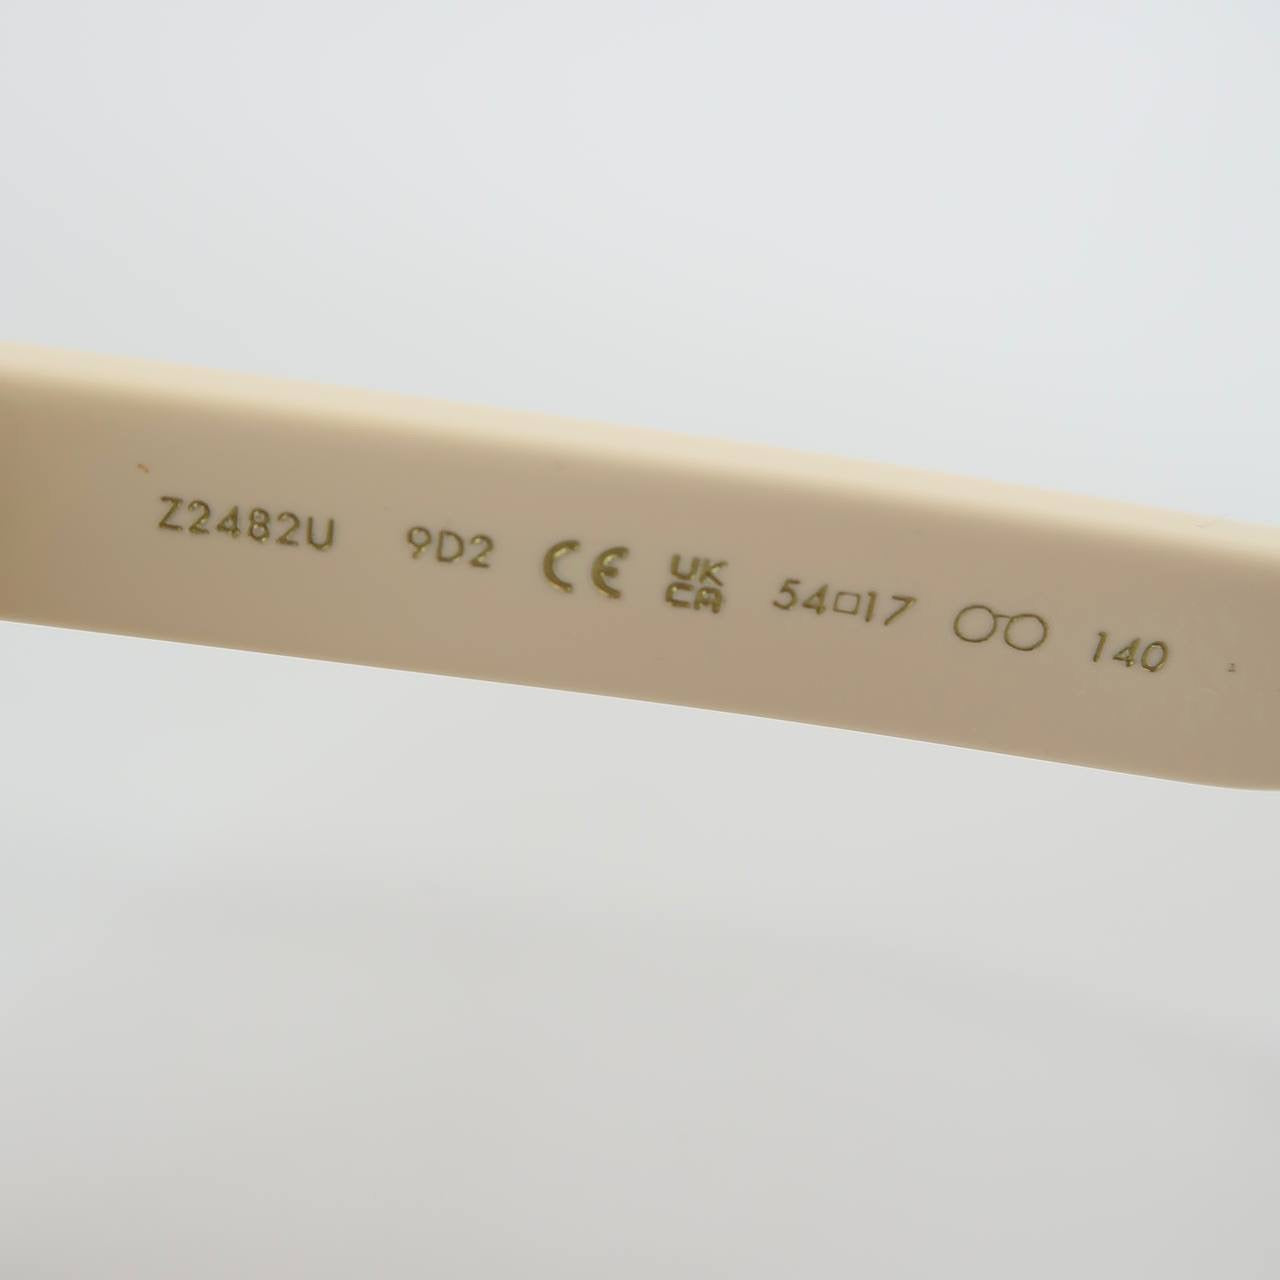 Z2482U 9D2 CE UK CA 54□17 140